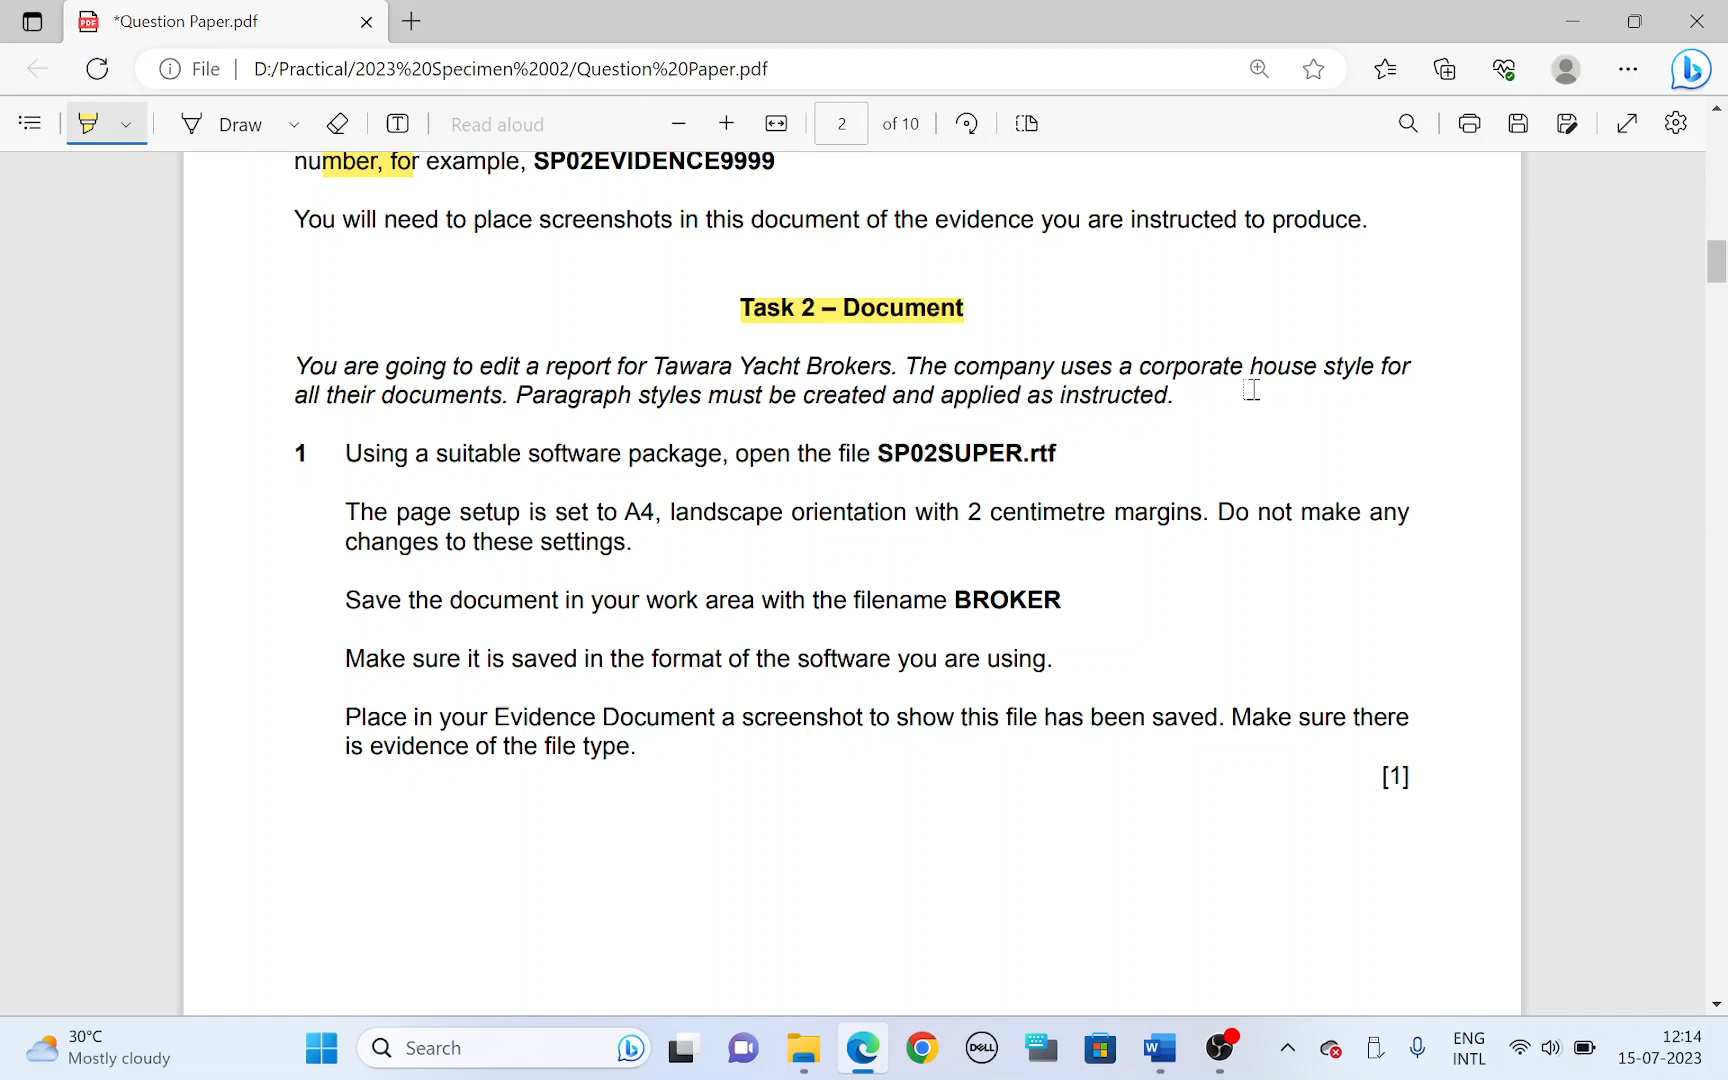 *Question Paper.pdf
File D:/Practical/2023%20Specimen%2002/Question%20Paper.pdf
Draw Read aloud 2 of 10
number, for example, SP02EVIDENCE9999
You will need to place screenshots in this document of the evidence you are instructed to produce.
Task 2 – Document
You are going to edit a report for Tawara Yacht Brokers. The company uses a corporate house style for
all their documents. Paragraph styles must be created and applied as instructed.
1 Using a suitable software package, open the file SP02SUPER.rtf
The page setup is set to A4, landscape orientation with 2 centimetre margins. Do not make any
changes to these settings.
Save the document in your work area with the filename BROKER
Make sure it is saved in the format of the software you are using.
Place in your Evidence Document a screenshot to show this file has been saved. Make sure there
is evidence of the file type.
[1]
30°C
Mostly cloudy
Search
DELL
ENG
INTL
12:14
15-07-2023